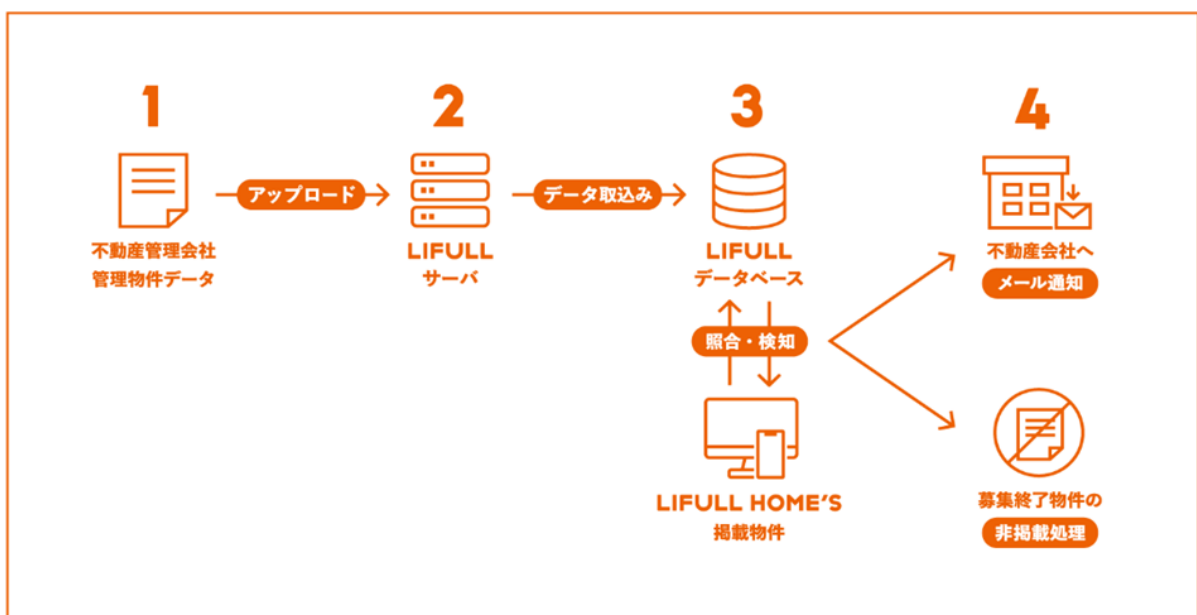 1
不動産管理会社
管理物件データ
アップロード
2
LIFULL
サーバ
データ取込み
3
LIFULL
データベース
照合・検知
LIFULL HOME'S
掲載物件
4
不動産会社へ
メール通知
募集終了物件の
非掲載処理